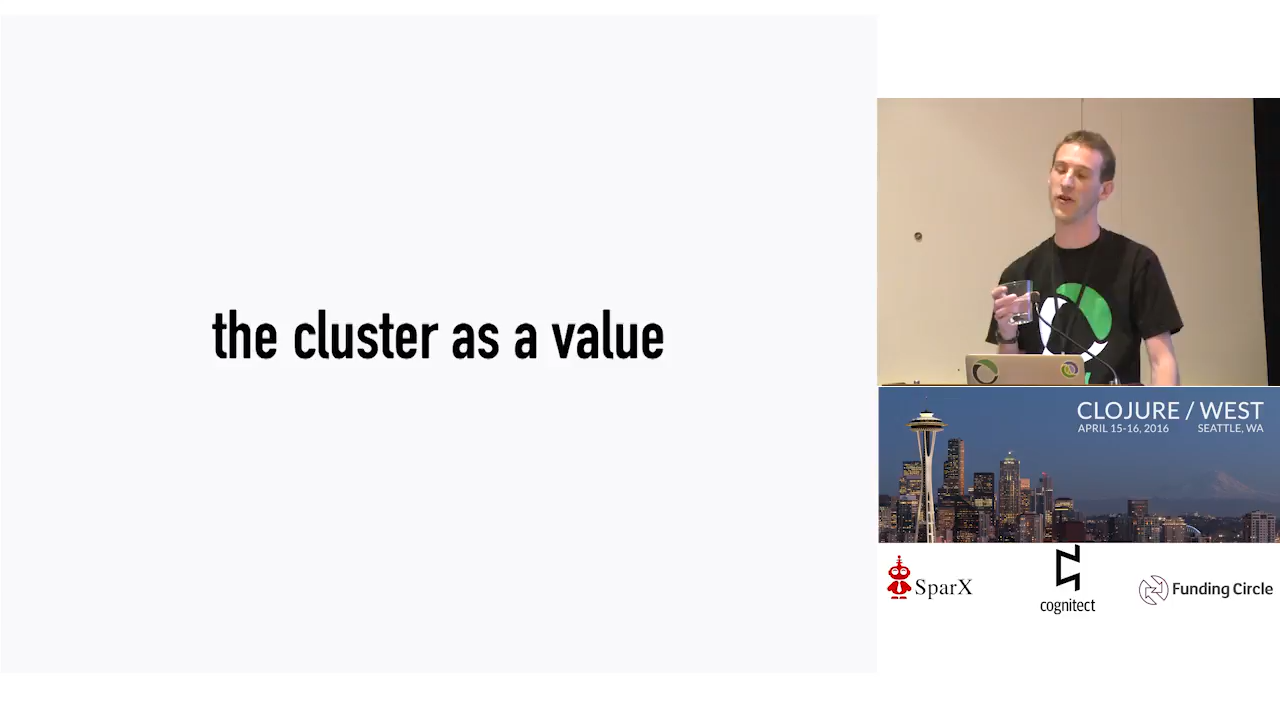 the cluster as a value
CLOJURE / WEST
APRIL 15-16, 2016 SEATTLE, WA
SparX
cognitect
Funding Circle